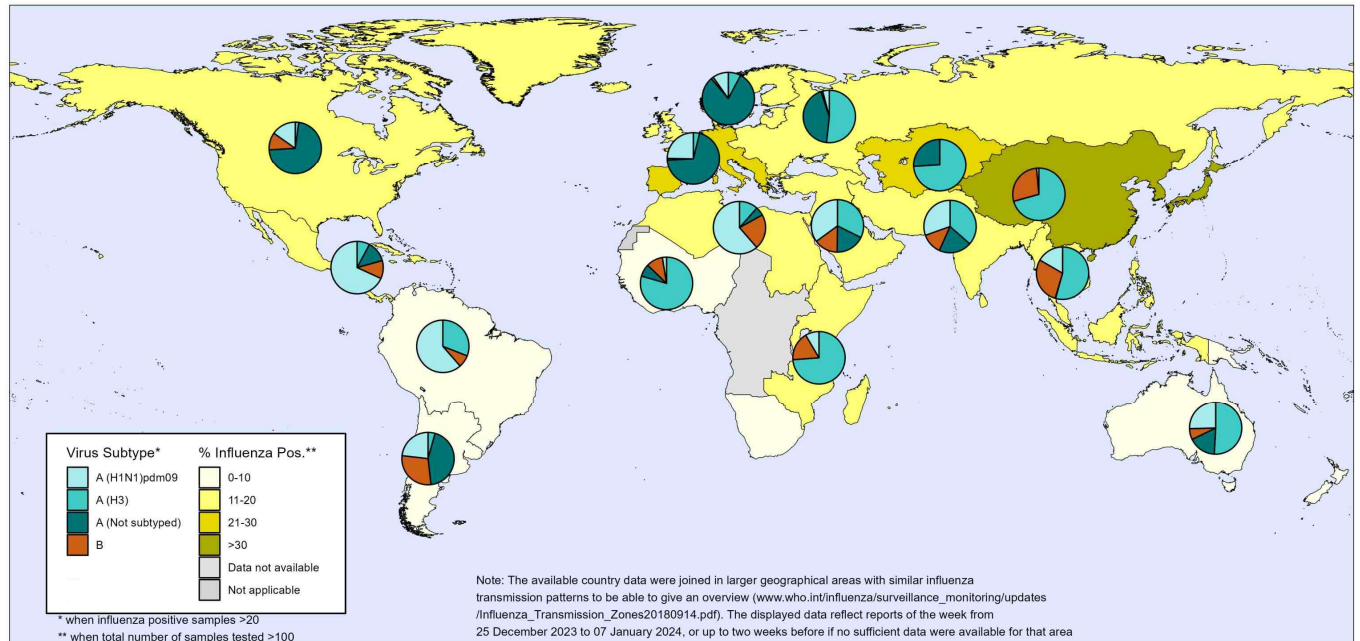 Virus Subtype*
A (H1N1)pdm09
A (H3)
A (Not subtyped)
B
% Influenza Pos.**
0-10
11-20
21-30
>30
Data not available
Not applicable
* when influenza positive samples >20
** when total number of samples tested >100
Note: The available country data were joined in larger geographical areas with similar influenza
transmission patterns to be able to give an overview (www.who.int/influenza/surveillance_monitoring/updates
/Influenza_Transmission_Zones20180914.pdf). The displayed data reflect reports of the week from
25 December 2023 to 07 January 2024, or up to two weeks before if no sufficient data were available for that area